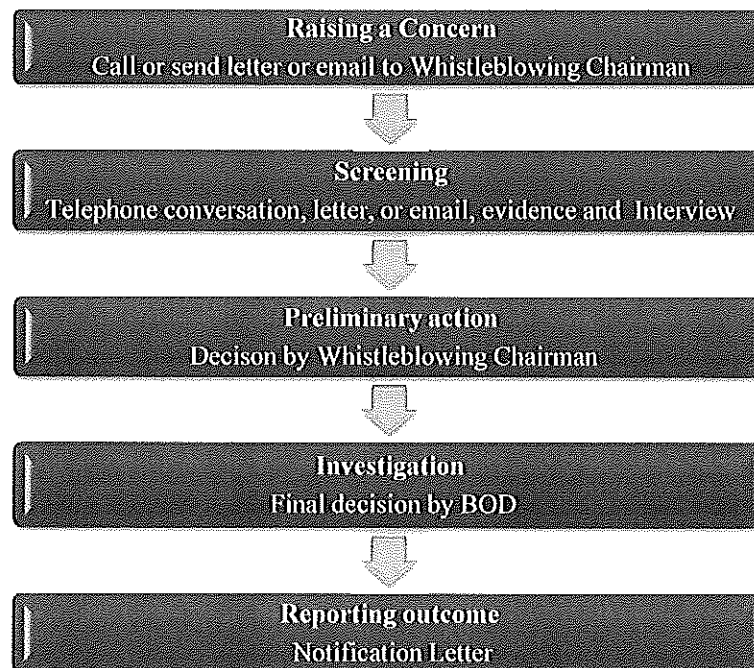 Raising a Concern
Call or send letter or email to Whistleblowing Chairman
Screening
Telephone conversation, letter, or email, evidence and Interview
Preliminary action
Decison by Whistleblowing Chairman
Investigation
Final decision by BOD
Reporting outcome
Notification Letter